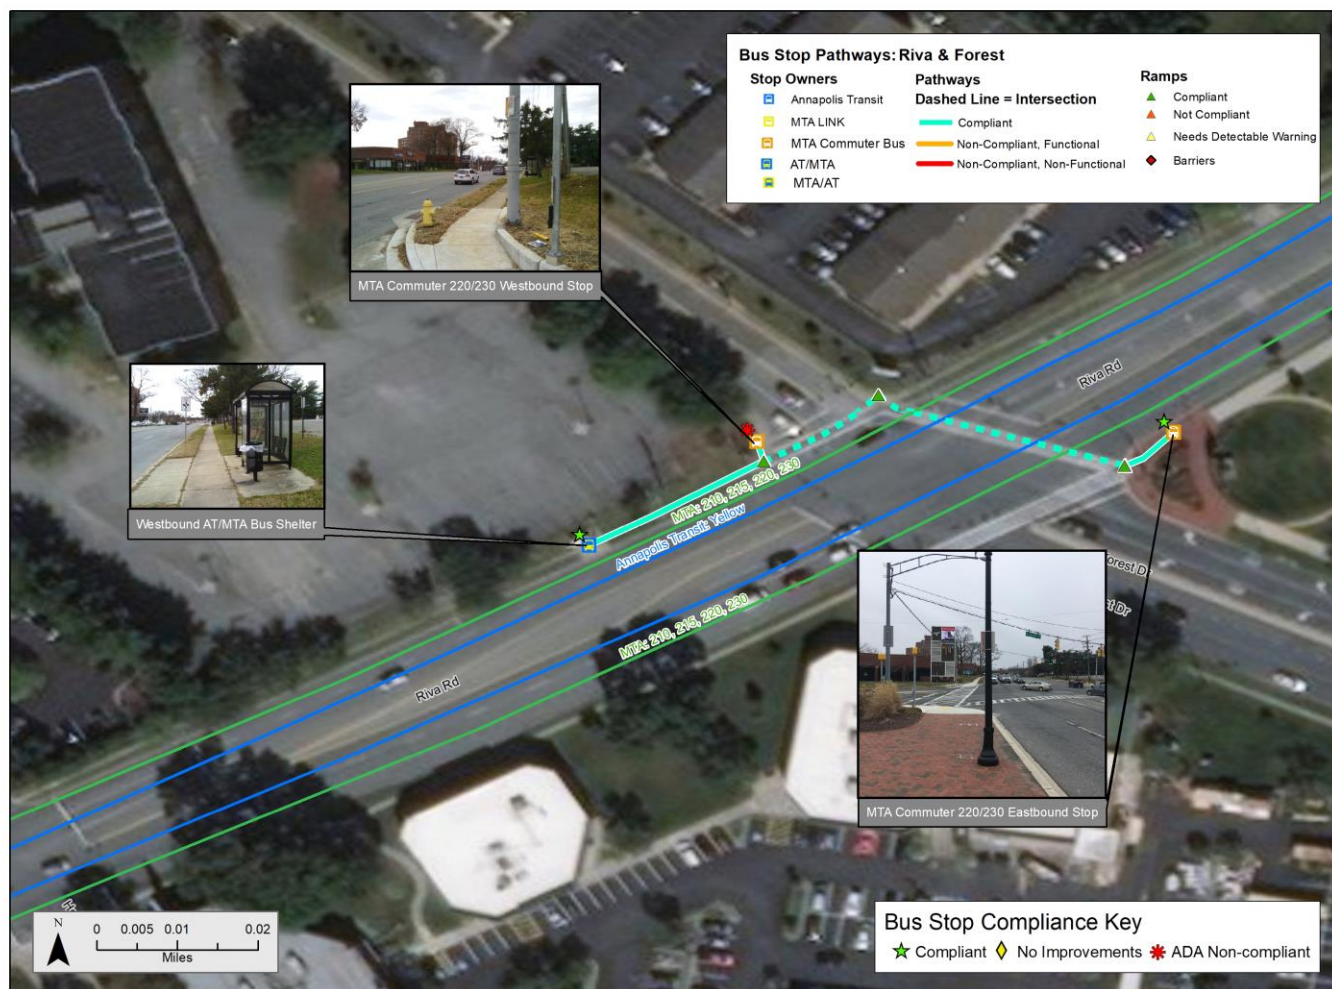 Bus Stop Pathways: Riva & Forest
Stop Owners
Annapolis Transit
MTA LINK
MTA Commuter Bus
AT/MTA
MTA/AT
Pathways
Dashed Line = Intersection
Compliant
Non-Compliant, Functional
Non-Compliant, Non-Functional
Ramps
Compliant
Not Compliant
Needs Detectable Warning
Barriers
MTA Commuter 220/230 Westbound Stop
Riva Rd
Westbound AT/MTA Bus Shelter
MTA: 210, 215, 220, 230
Annapolis Transit: Yellow
Forest Dr
Dr
MTA: 210, 215, 220, 230
Riva Rd
MTA Commuter 220/230 Eastbound Stop
N
0 0.005 0.01 0.02
Miles
Bus Stop Compliance Key
Compliant
No Improvements
ADA Non-compliant